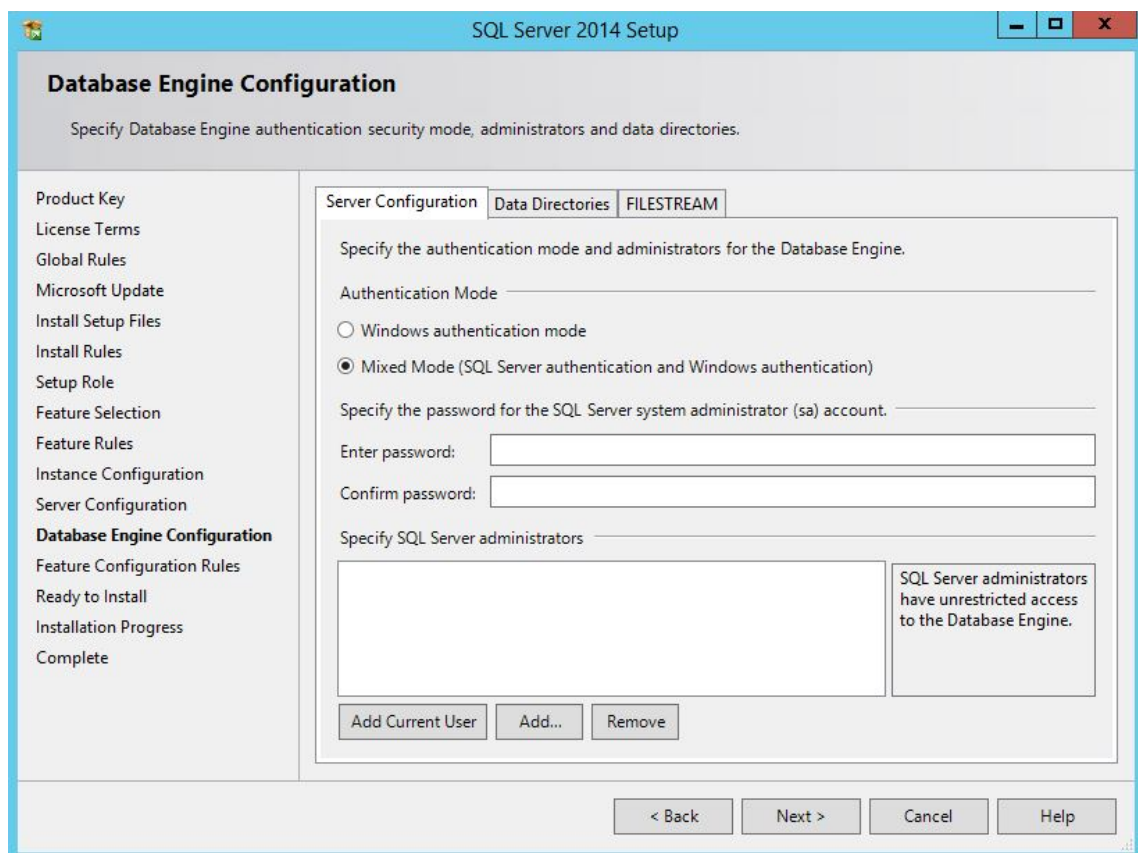 SQL Server 2014 Setup
Database Engine Configuration
Specify Database Engine authentication security mode, administrators and data directories.
Product Key
License Terms
Global Rules
Microsoft Update
Install Setup Files
Install Rules
Setup Role
Feature Selection
Feature Rules
Instance Configuration
Server Configuration
Database Engine Configuration
Feature Configuration Rules
Ready to Install
Installation Progress
Complete
Server Configuration Data Directories FILESTREAM
Specify the authentication mode and administrators for the Database Engine.
Authentication Mode
Windows authentication mode
Mixed Mode (SQL Server authentication and Windows authentication)
Specify the password for the SQL Server system administrator (sa) account.
Enter password:
Confirm password:
Specify SQL Server administrators
SQL Server administrators
have unrestricted access
to the Database Engine.
Add Current User Add... Remove
< Back Next > Cancel Help